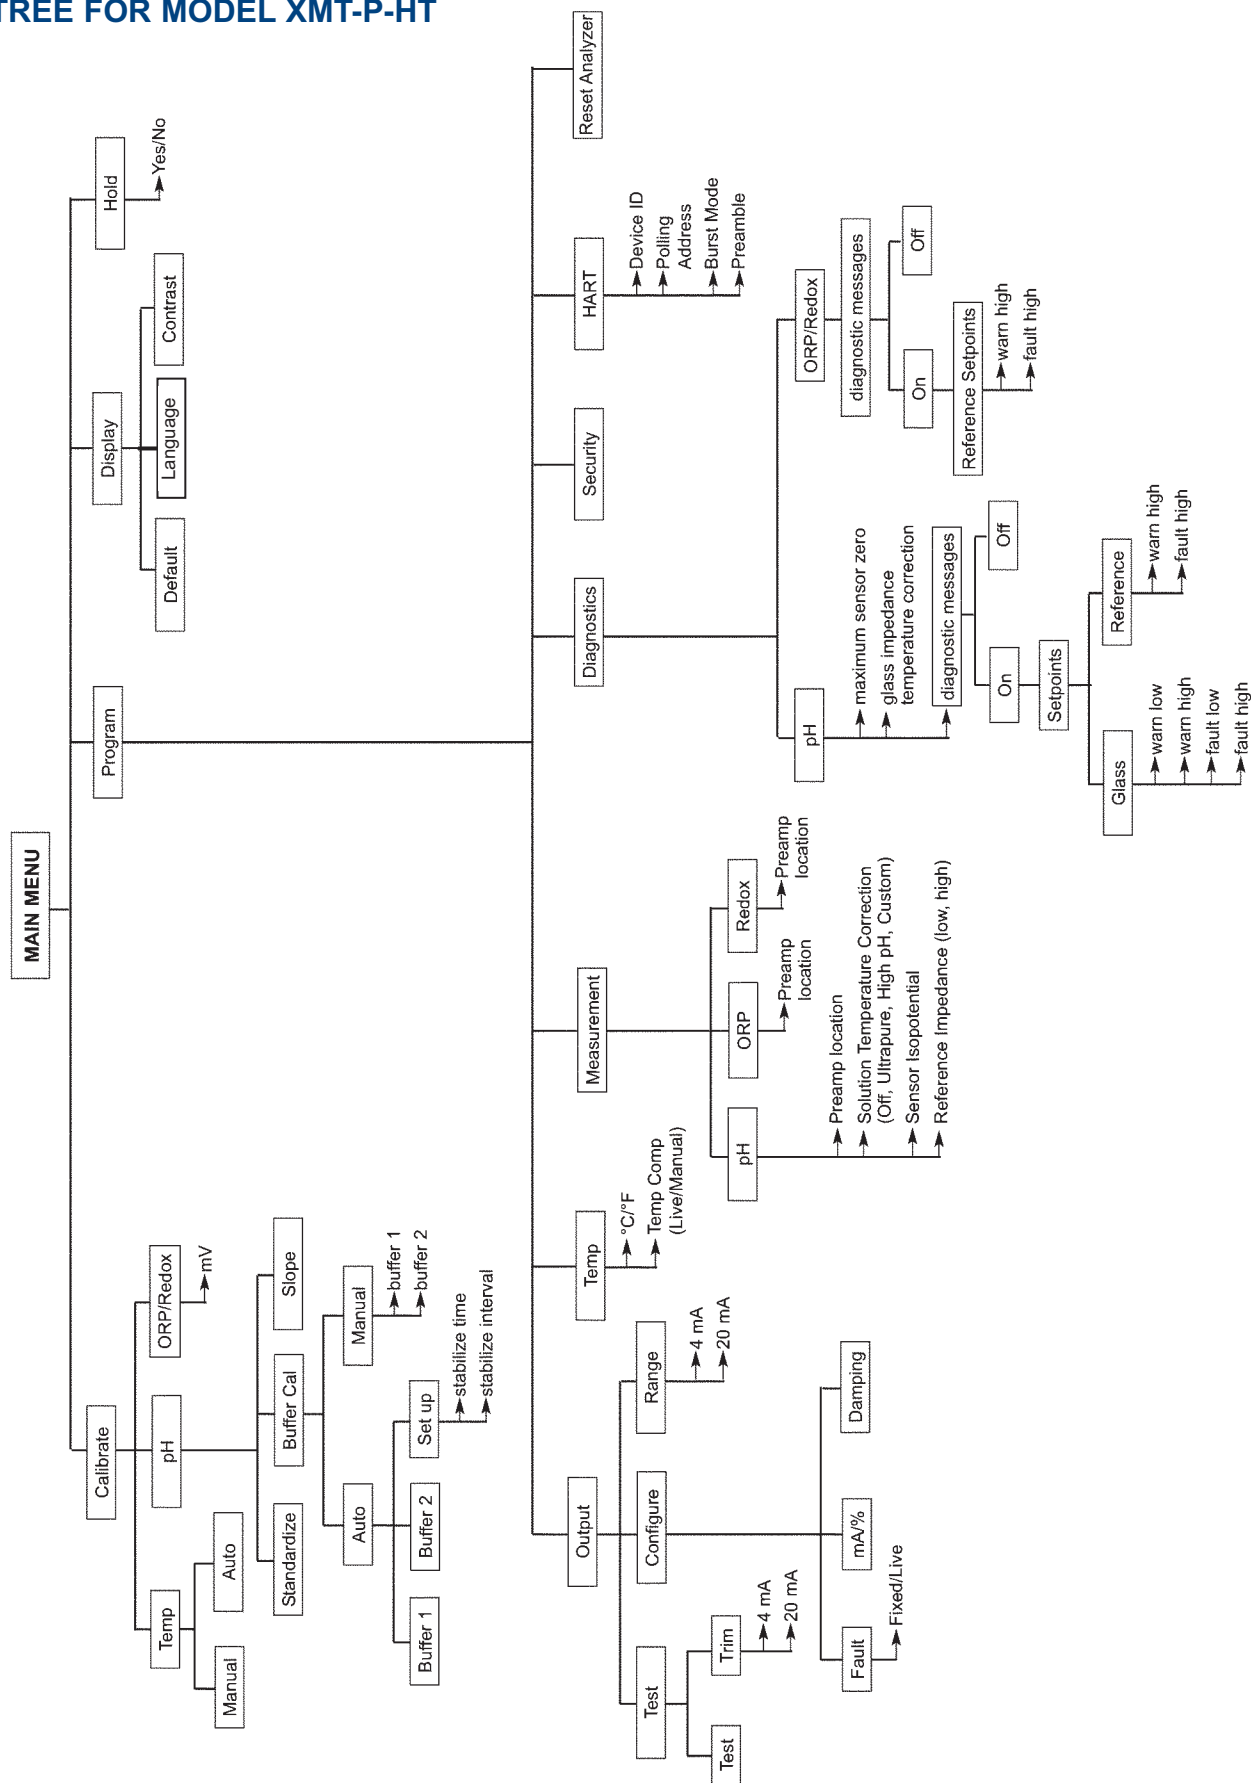 TREE FOR MODEL XMT-P-HT
MAIN MENU
Calibrate
Program
Display
Hold
Yes/No
Default
Language
Contrast
Temp
pH
ORP/Redox
mV
Manual
Auto
Standardize
Buffer Cal
Slope
Auto
Manual
buffer 1
buffer 2
Buffer 1
Buffer 2
Set up
stabilize time
stabilize interval
Output
Temp
Measurement
Diagnostics
Security
HART
Reset Analyzer
Test
Configure
Range
4 mA
20 mA
Test
Trim
4 mA
20 mA
Fault
mA/%
Damping
Fixed/Live
°C/°F
Temp Comp
(Live/Manual)
pH
ORP
Redox
Preamp
location
Preamp
location
Preamp location
Solution Temperature Correction
(Off, Ultrapure, High pH, Custom)
Sensor Isopotential
Reference Impedance (low, high)
Device ID
Polling
Address
Burst Mode
Preamble
pH
ORP/Redox
maximum sensor zero
glass impedance
temperature correction
diagnostic messages
On
Off
Setpoints
Glass
Reference
warn low
warn high
fault low
fault high
warn high
fault high
diagnostic messages
On
Off
Reference Setpoints
warn high
fault high